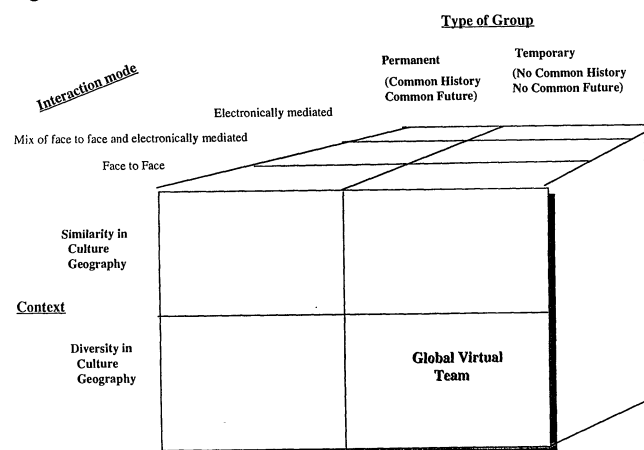 Type of Group
Permanent
(Common History
Common Future)
Temporary
(No Common History
No Common Future)
Interaction mode
Electronically mediated
Mix of face to face and electronically mediated
Face to Face
Similarity in
Culture
Geography
Context
Diversity in
Culture
Geography
Global Virtual
Team